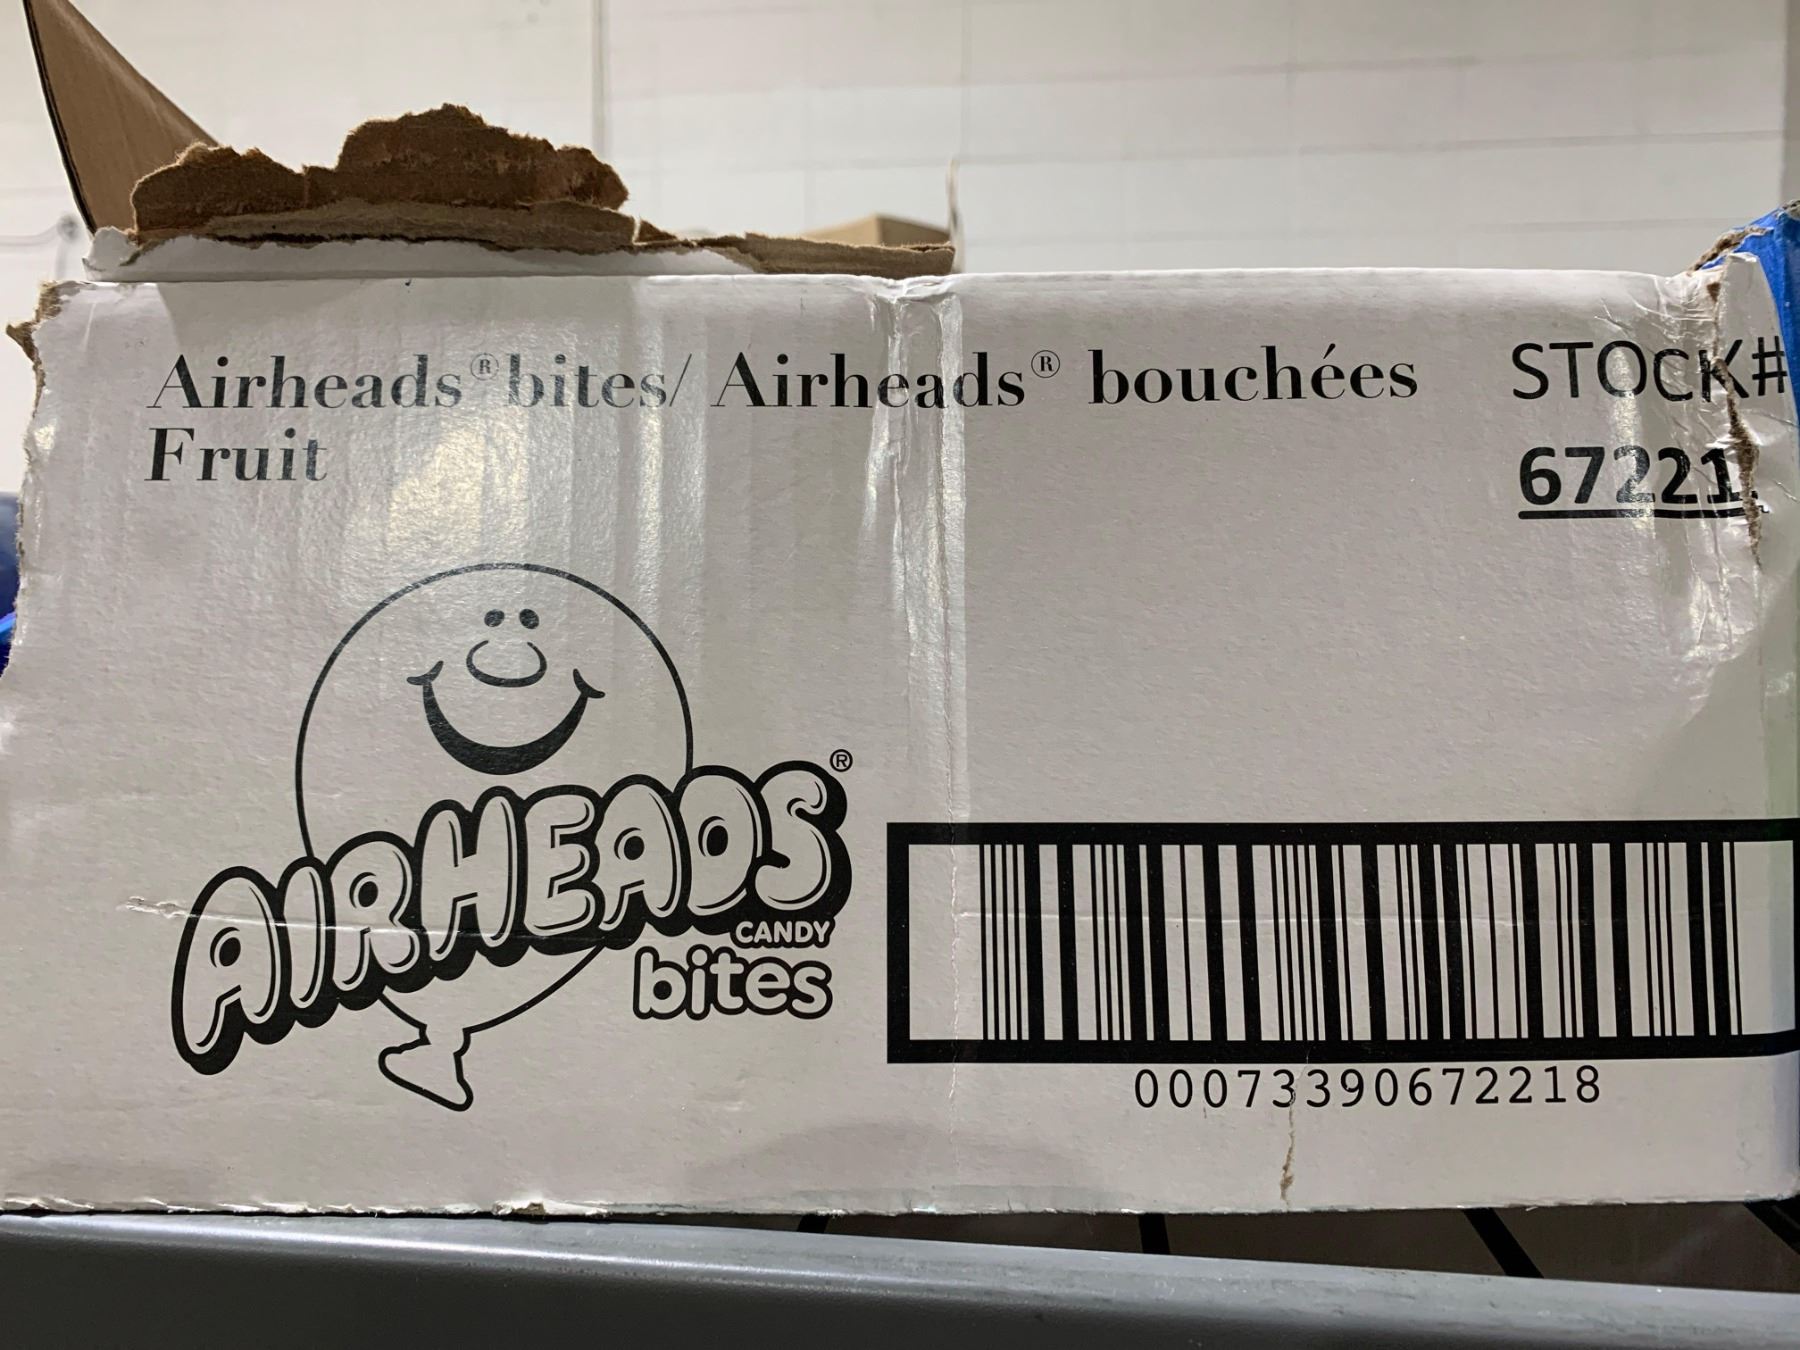 Airheads® bites/ Airheads® bouchées
Fruit
STOCK#
67221
AIRHEADS®
CANDY
bites
00073390672218